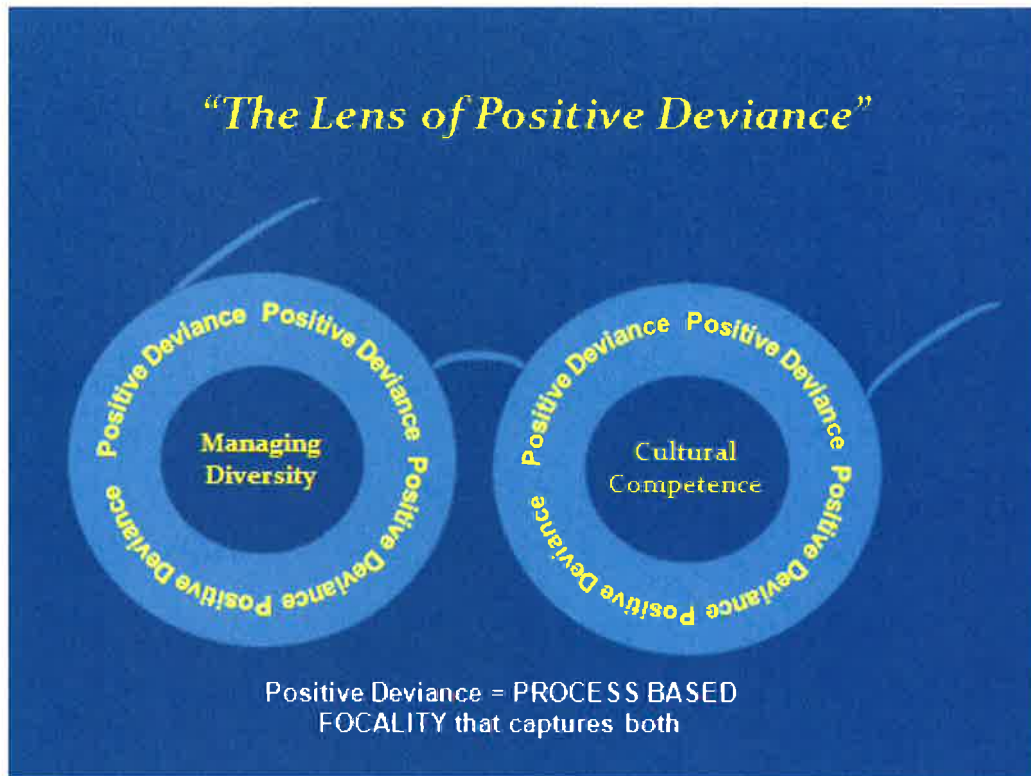 “The Lens of Positive Deviance”
Positive Deviance Positive Deviance Positive Deviance Positive Deviance
Managing
Diversity
Positive Deviance Positive Deviance Positive Deviance Positive Deviance
Cultural
Competence
Positive Deviance = PROCESS BASED
FOCALITY that captures both